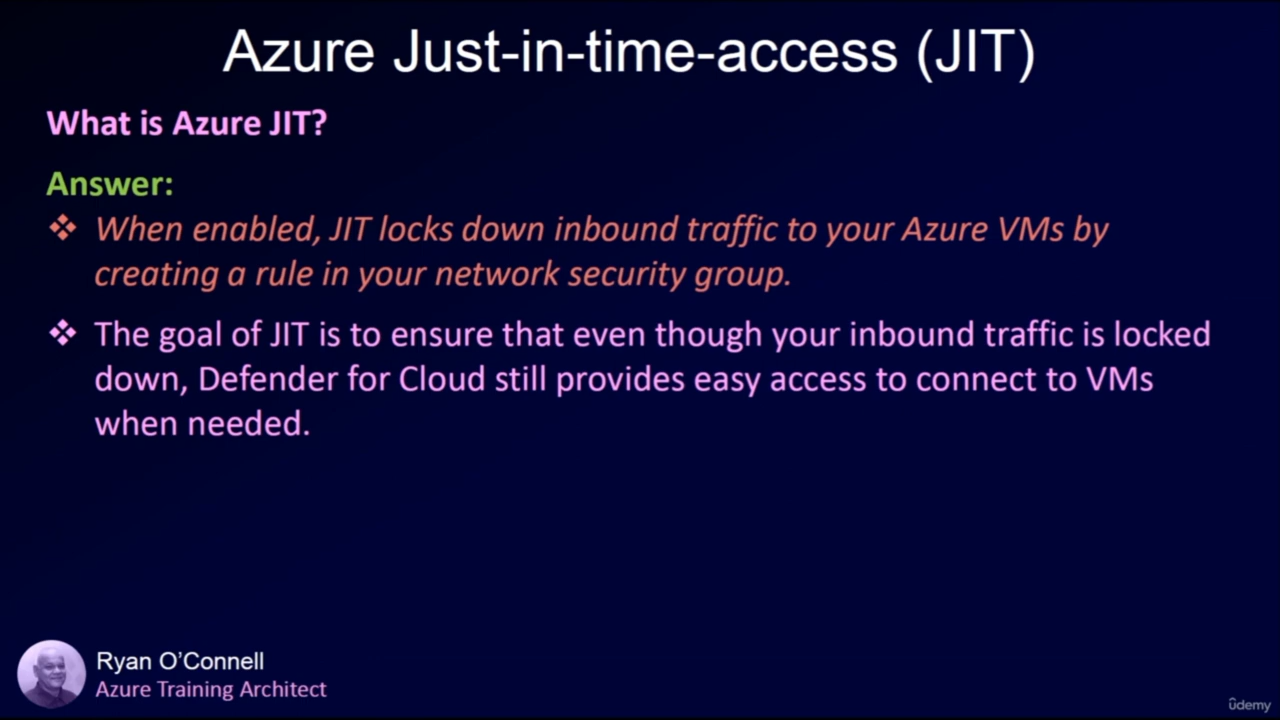 Azure Just-in-time-access (JIT)
What is Azure JIT?
Answer:
❖ When enabled, JIT locks down inbound traffic to your Azure VMs by
creating a rule in your network security group.
❖ The goal of JIT is to ensure that even though your inbound traffic is locked
down, Defender for Cloud still provides easy access to connect to VMs
when needed.
Ryan O’Connell
Azure Training Architect
ûdemy